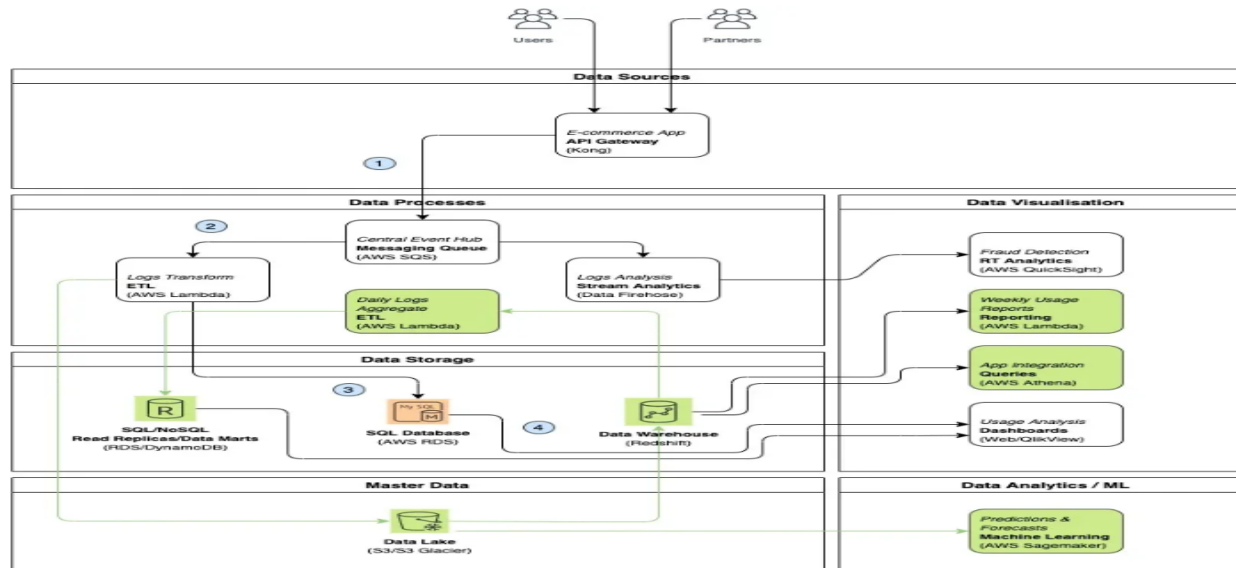 Users
Partners
Data Sources
E-commerce App
API Gateway
(Kong)
1
Data Processes
Data Visualisation
2
Central Event Hub
Messaging Queue
(AWS SQS)
Logs Transform
ETL
(AWS Lambda)
Logs Analysis
Stream Analytics
(Data Firehose)
Fraud Detection
RT Analytics
(AWS QuickSight)
Daily Logs
Aggregate
ETL
(AWS Lambda)
Weekly Usage
Reports
Reporting
(AWS Lambda)
Data Storage
App Integration
Queries
(AWS Athena)
3
R
SQL/NoSQL
Read Replicas/Data Marts
(RDS/DynamoDB)
My SQL
M
SQL Database
(AWS RDS)
4
Data Warehouse
(Redshift)
Usage Analysis
Dashboards
(Web/QlikView)
Master Data
Data Analytics / ML
Data Lake
(S3/S3 Glacier)
Predictions &
Forecasts
Machine Learning
(AWS Sagemaker)